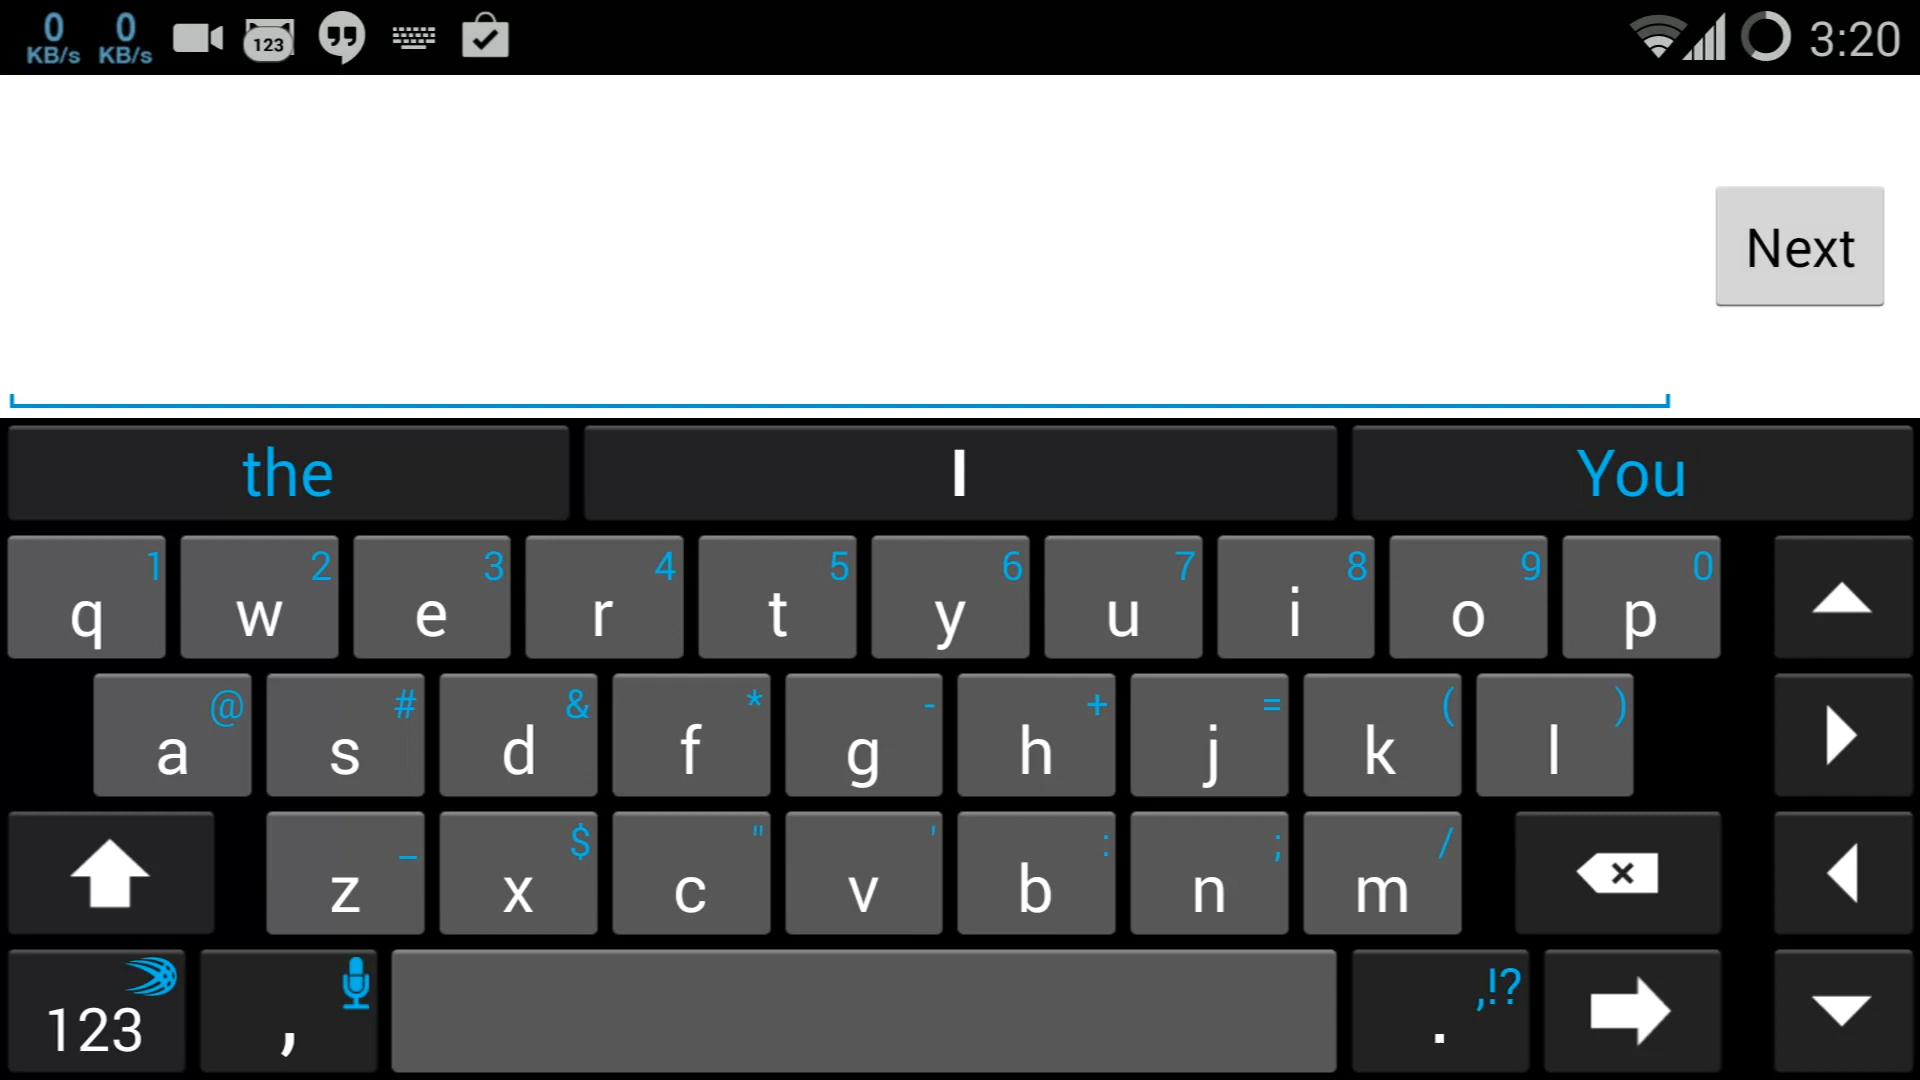 0 0 3:20
KB/s KB/s 123
Next
the I You
1 2 3 4 5 6 7 8 9 0
q w e r t y u i o p
@ # & * - + = ( )
a s d f g h j k l
_ $ " ' : ; /
z x c v b n m
,!?
123 , .